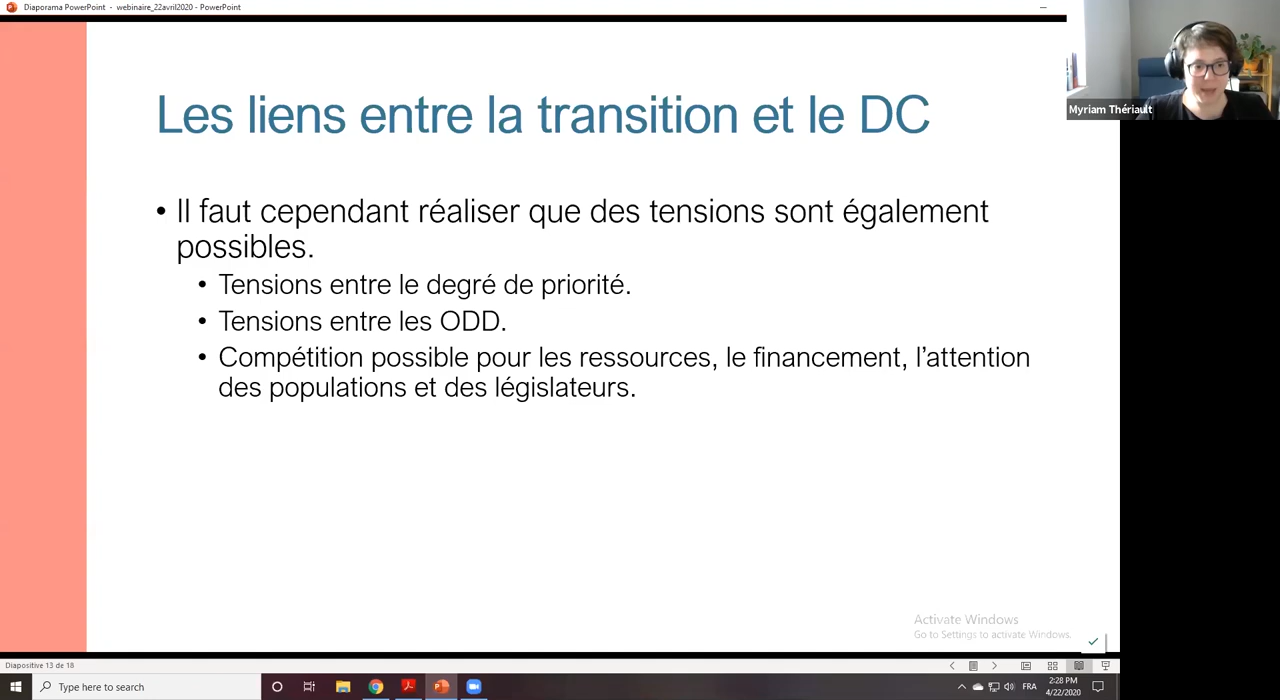 Diaporama PowerPoint - webinaire_22avril2020 - PowerPoint
Myriam Thériault
Les liens entre la transition et le DC
• Il faut cependant réaliser que des tensions sont également
possibles.
• Tensions entre le degré de priorité.
• Tensions entre les ODD.
• Compétition possible pour les ressources, le financement, l'attention
des populations et des législateurs.
Activate Windows
Go to Settings to activate Windows.
Diapositive 13 de 18
Type here to search
FRA
2:28 PM
4/22/2020